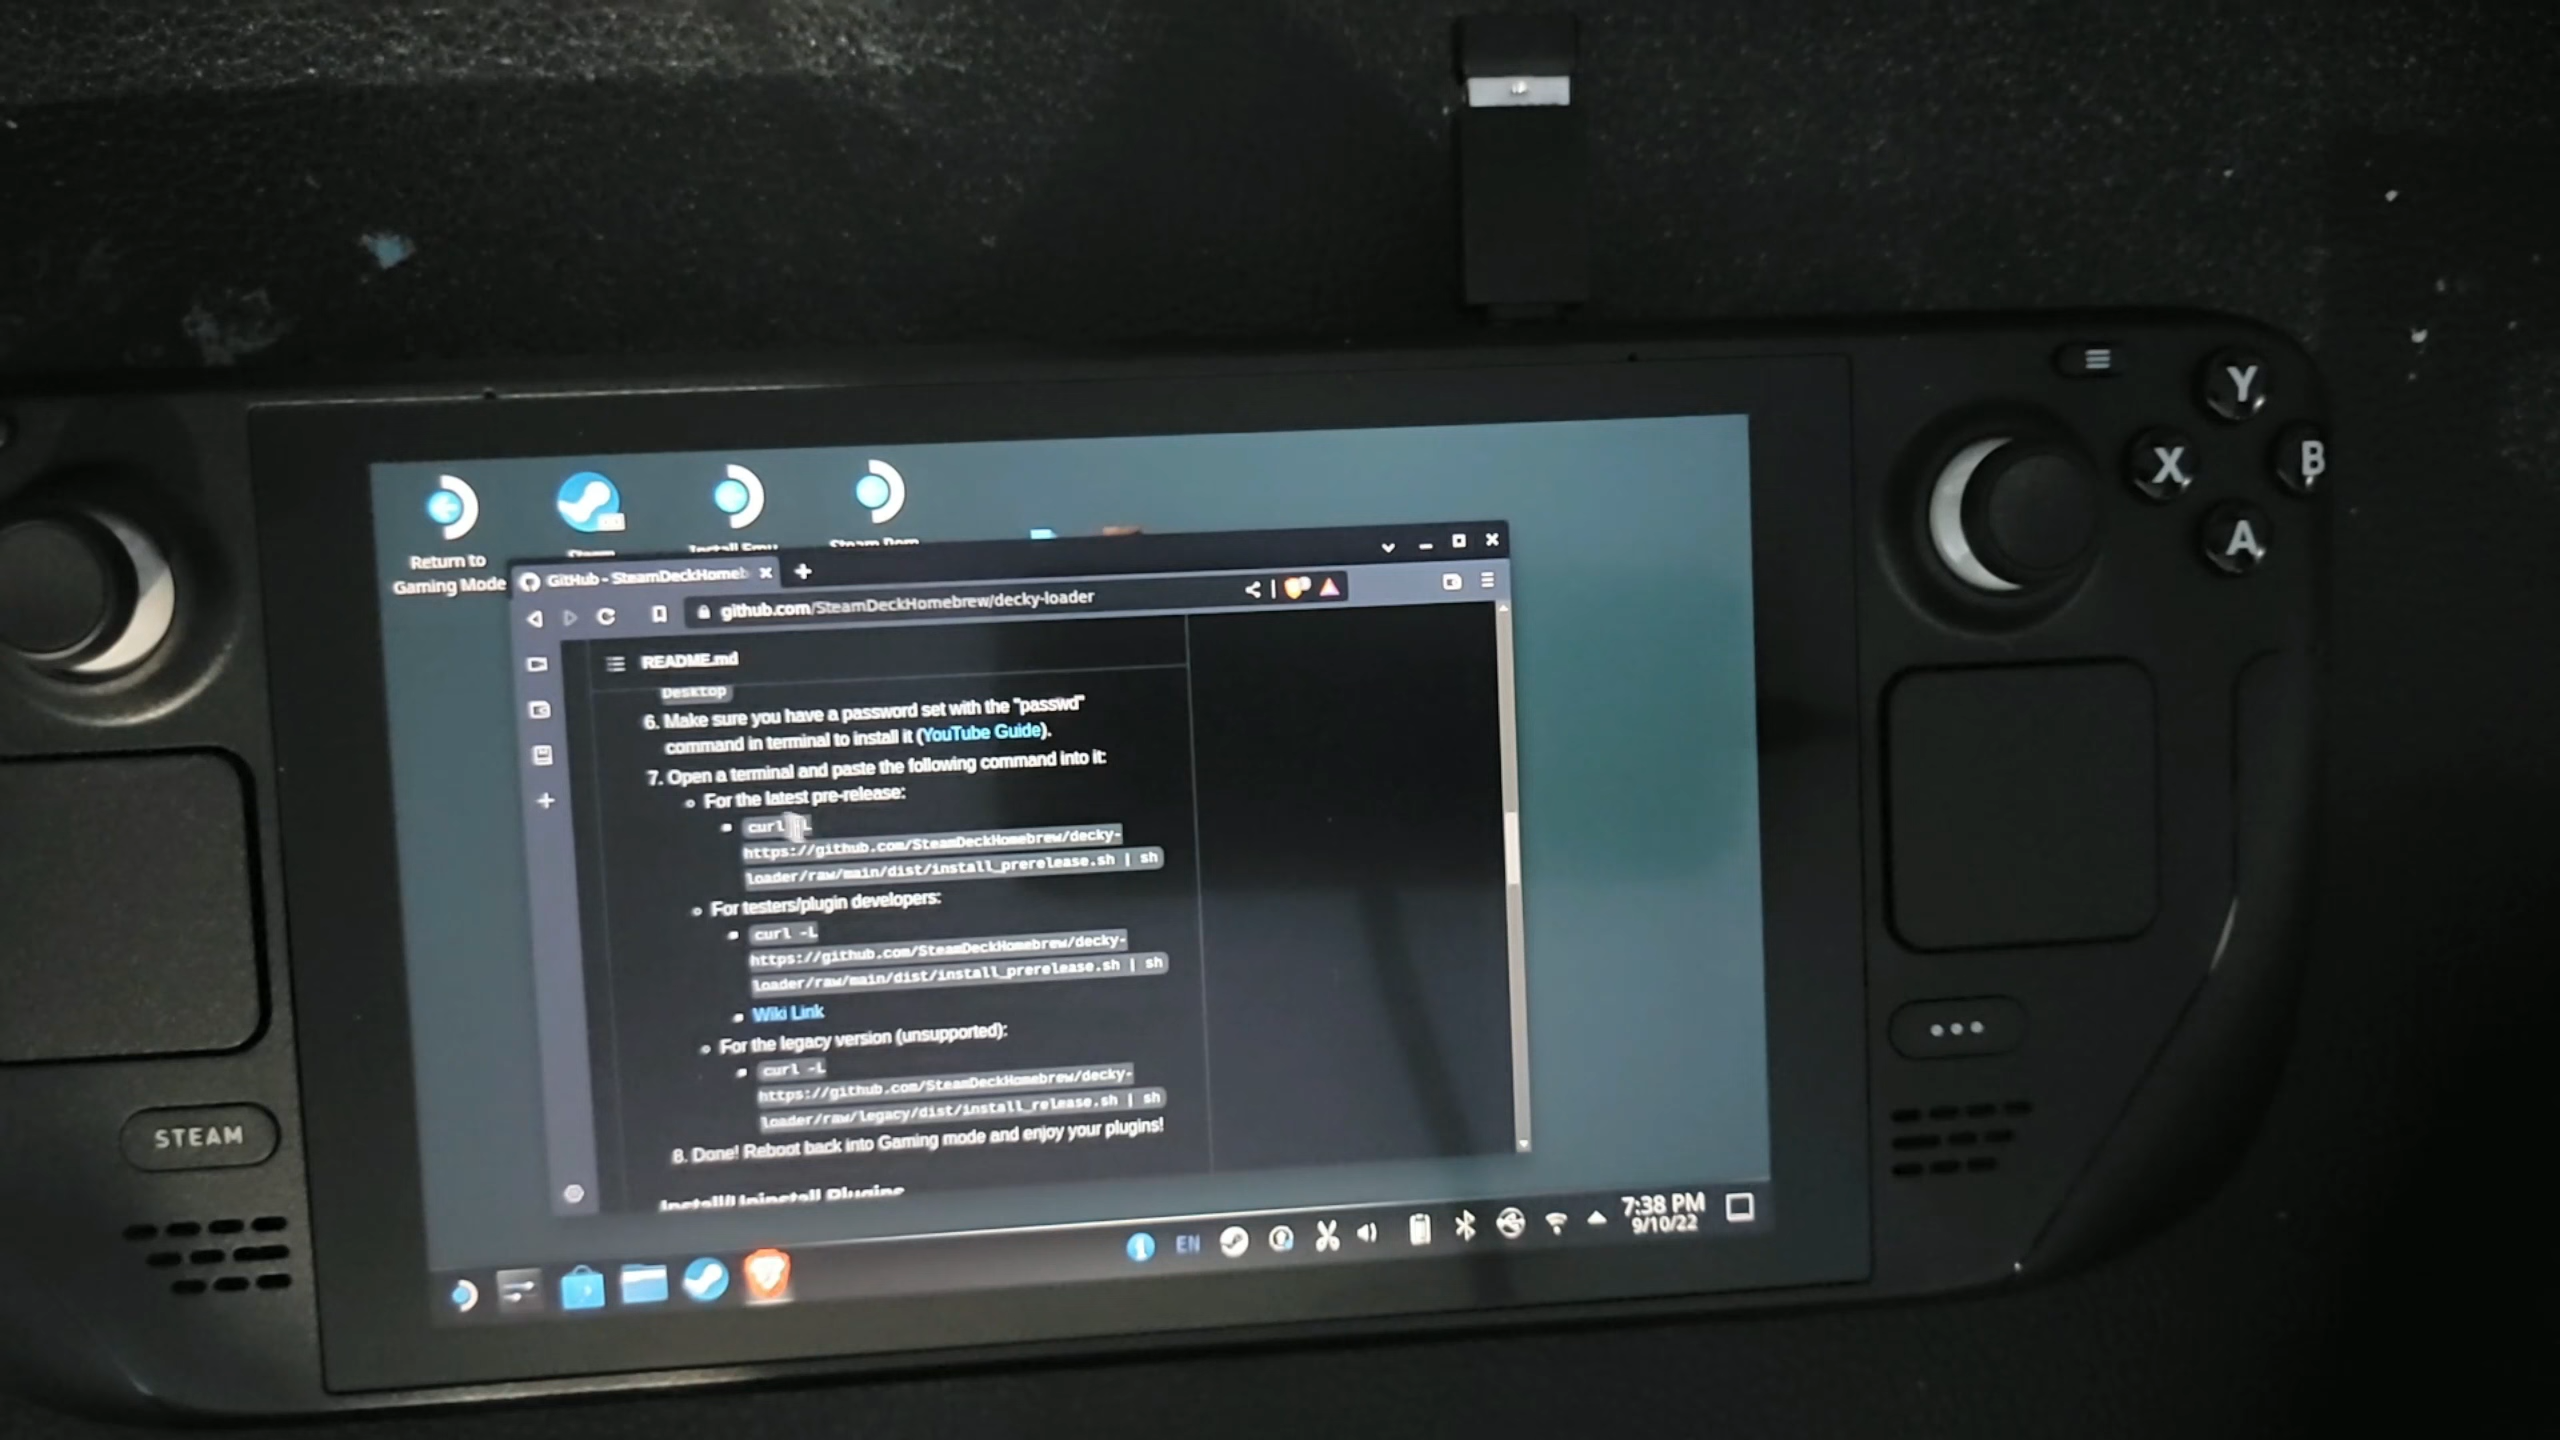 Y
X
B
A
Return to
Gaming Mode
Steam
GitHub - SteamDeckHomeb
github.com/SteamDeckHomebrew/decky-loader
README.md
Desktop
6. Make sure you have a password set with the "passwd"
command in terminal to install it (YouTube Guide).
7. Open a terminal and paste the following command into it:
For the latest pre-release:
curl -L
https://github.com/SteamDeckHomebrew/decky-
loader/raw/main/dist/install_prerelease.sh | sh
For testers/plugin developers:
curl -L
https://github.com/SteamDeckHomebrew/decky-
loader/raw/main/dist/install_prerelease.sh | sh
Wiki Link
For the legacy version (unsupported):
curl -L
https://github.com/SteamDeckHomebrew/decky-
loader/raw/legacy/dist/install_release.sh | sh
8. Done! Reboot back into Gaming mode and enjoy your plugins!
Install/Uninstall Plugins
STEAM
EN
7:38 PM
9/10/22